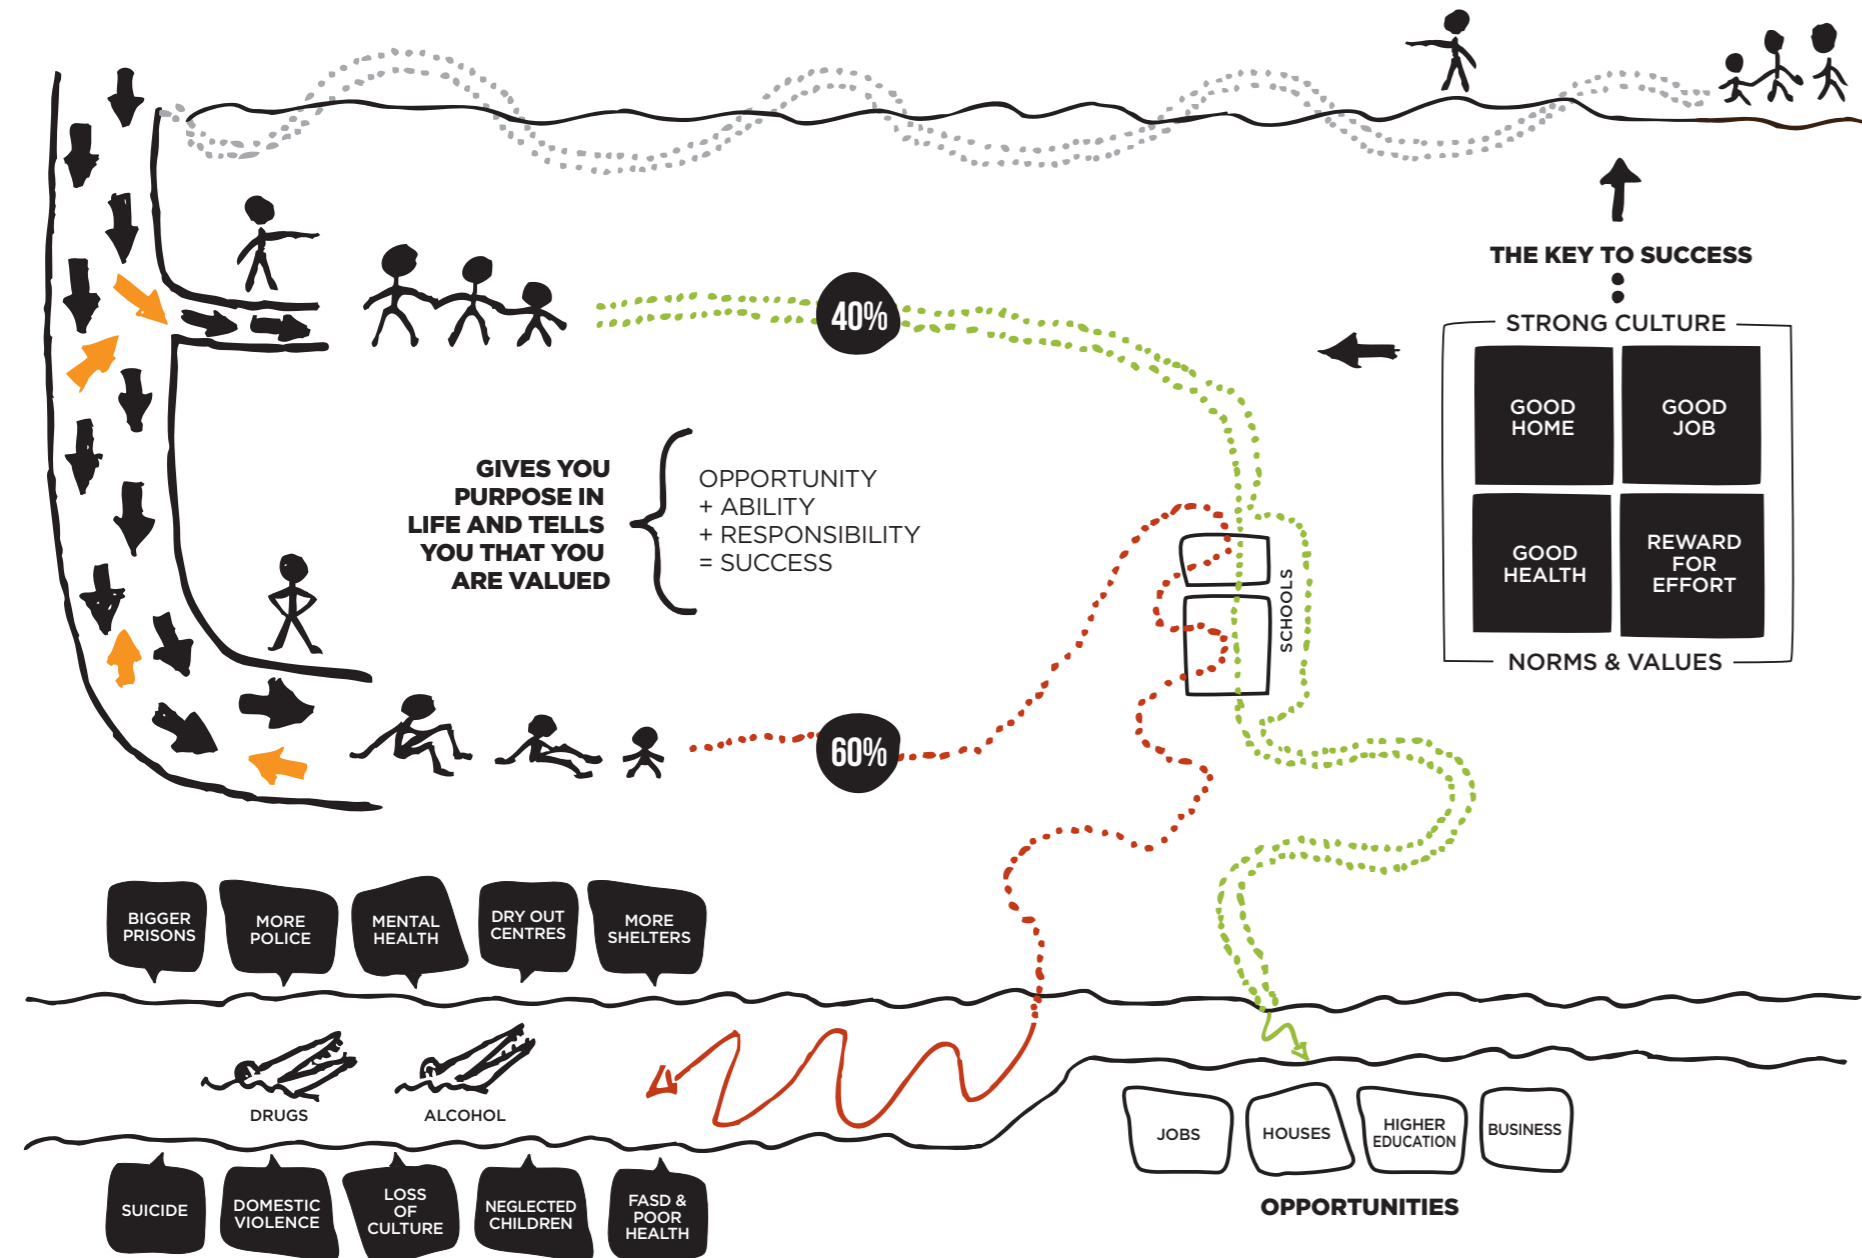 THE KEY TO SUCCESS
STRONG CULTURE
GOOD
HOME
GOOD
JOB
GOOD
HEALTH
REWARD
FOR
EFFORT
NORMS & VALUES
40%
GIVES YOU
PURPOSE IN
LIFE AND TELLS
YOU THAT YOU
ARE VALUED
OPPORTUNITY
+ ABILITY
+ RESPONSIBILITY
= SUCCESS
SCHOOLS
60%
BIGGER
PRISONS
MORE
POLICE
MENTAL
HEALTH
DRY OUT
CENTRES
MORE
SHELTERS
DRUGS
ALCOHOL
SUICIDE
DOMESTIC
VIOLENCE
LOSS
OF
CULTURE
NEGLECTED
CHILDREN
FASD &
POOR
HEALTH
JOBS
HOUSES
HIGHER
EDUCATION
BUSINESS
OPPORTUNITIES